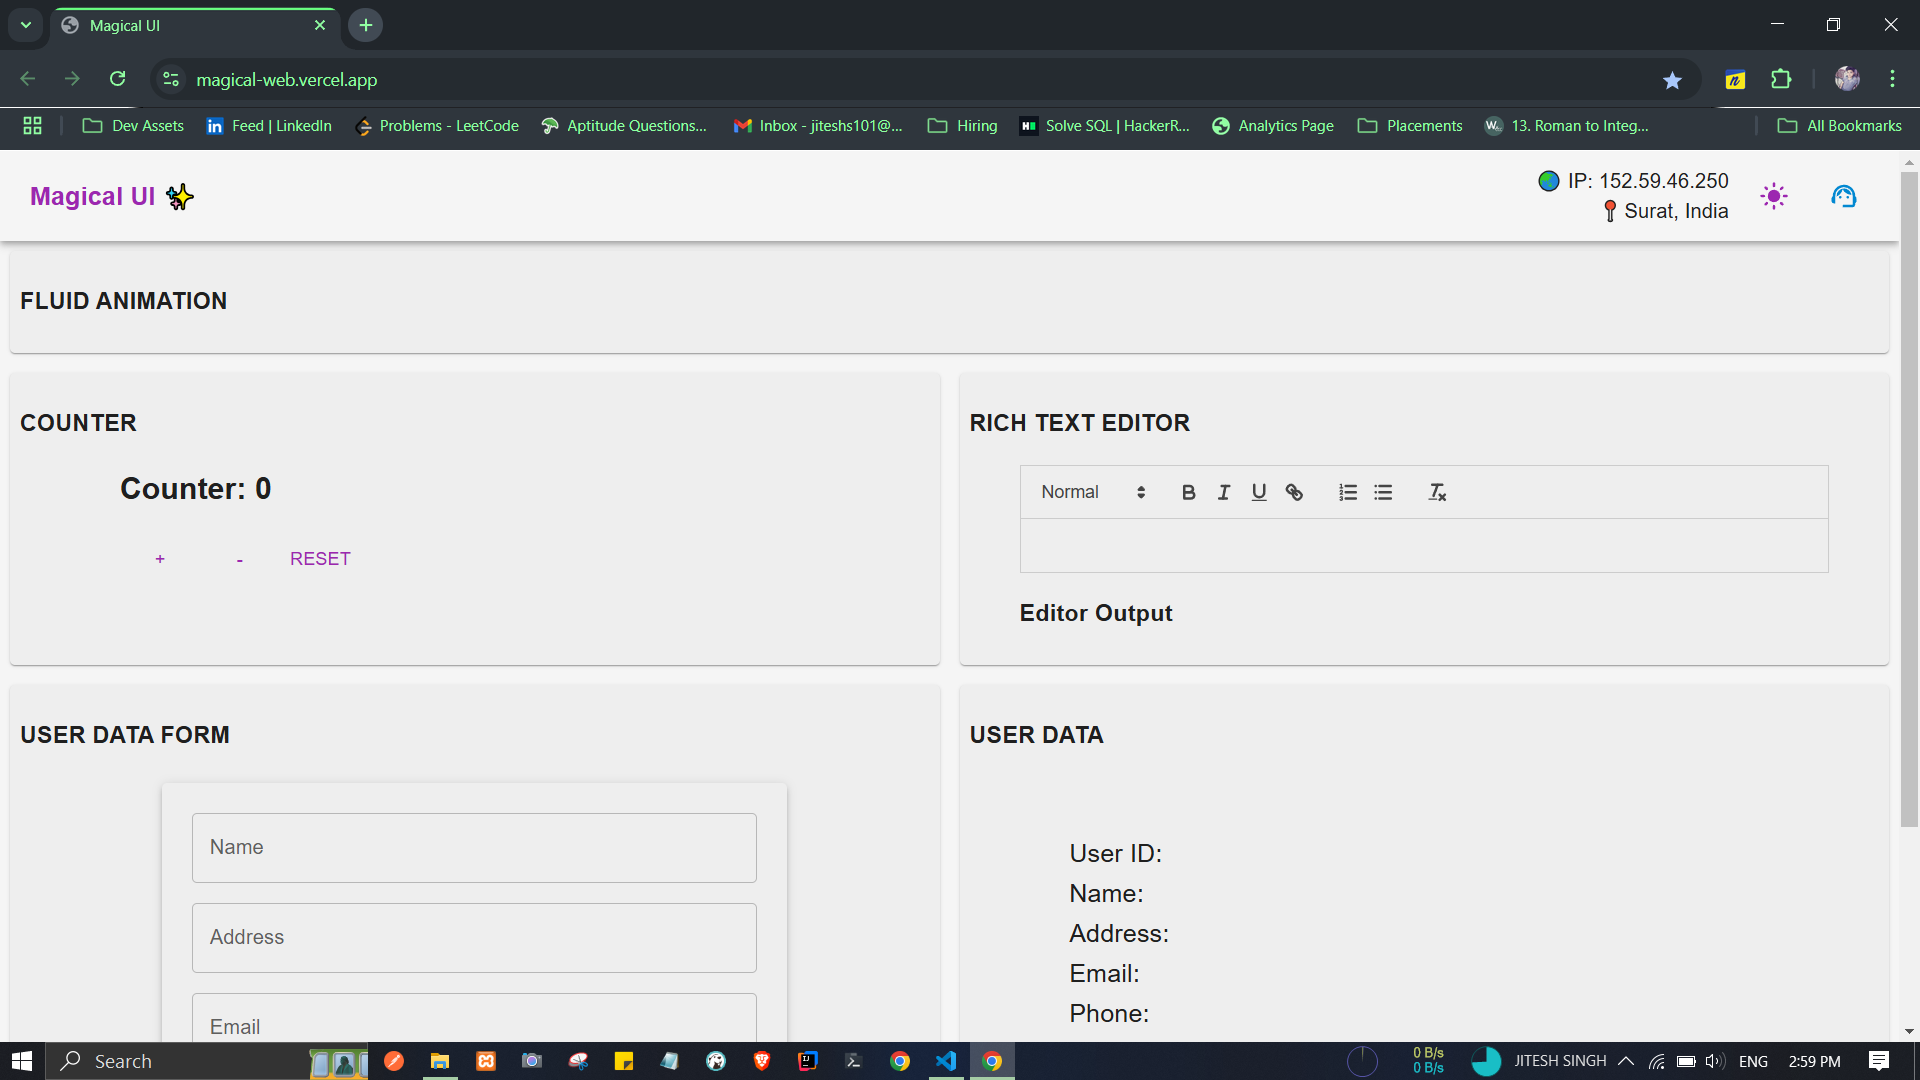 Magical UI
magical-web.vercel.app
Dev Assets
Feed | LinkedIn
Problems - LeetCode
Aptitude Questions...
Inbox - jiteshs101@...
Hiring
Solve SQL | HackerR...
Analytics Page
Placements
13. Roman to Integ...
All Bookmarks
Magical UI ✨
IP: 152.59.46.250
Surat, India
FLUID ANIMATION
COUNTER
Counter: 0
+ - RESET
RICH TEXT EDITOR
Normal B I U
Editor Output
USER DATA FORM
Name
Address
Email
USER DATA
User ID:
Name:
Address:
Email:
Phone:
Search
0 B/s
0 B/s
JITESH SINGH
ENG
2:59 PM